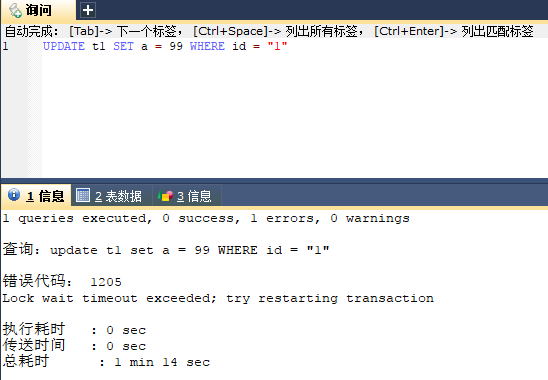 询问
自动完成： [Tab]-> 下一个标签， [Ctrl+Space]-> 列出所有标签， [Ctrl+Enter]-> 列出匹配标签
1 UPDATE t1 SET a = 99 WHERE id = "1"
1 信息 2 表数据 3 信息
1 queries executed, 0 success, 1 errors, 0 warnings
查询：update t1 set a = 99 WHERE id = "1"
错误代码： 1205
Lock wait timeout exceeded; try restarting transaction
执行耗时 : 0 sec
传送时间 : 0 sec
总耗时 : 1 min 14 sec